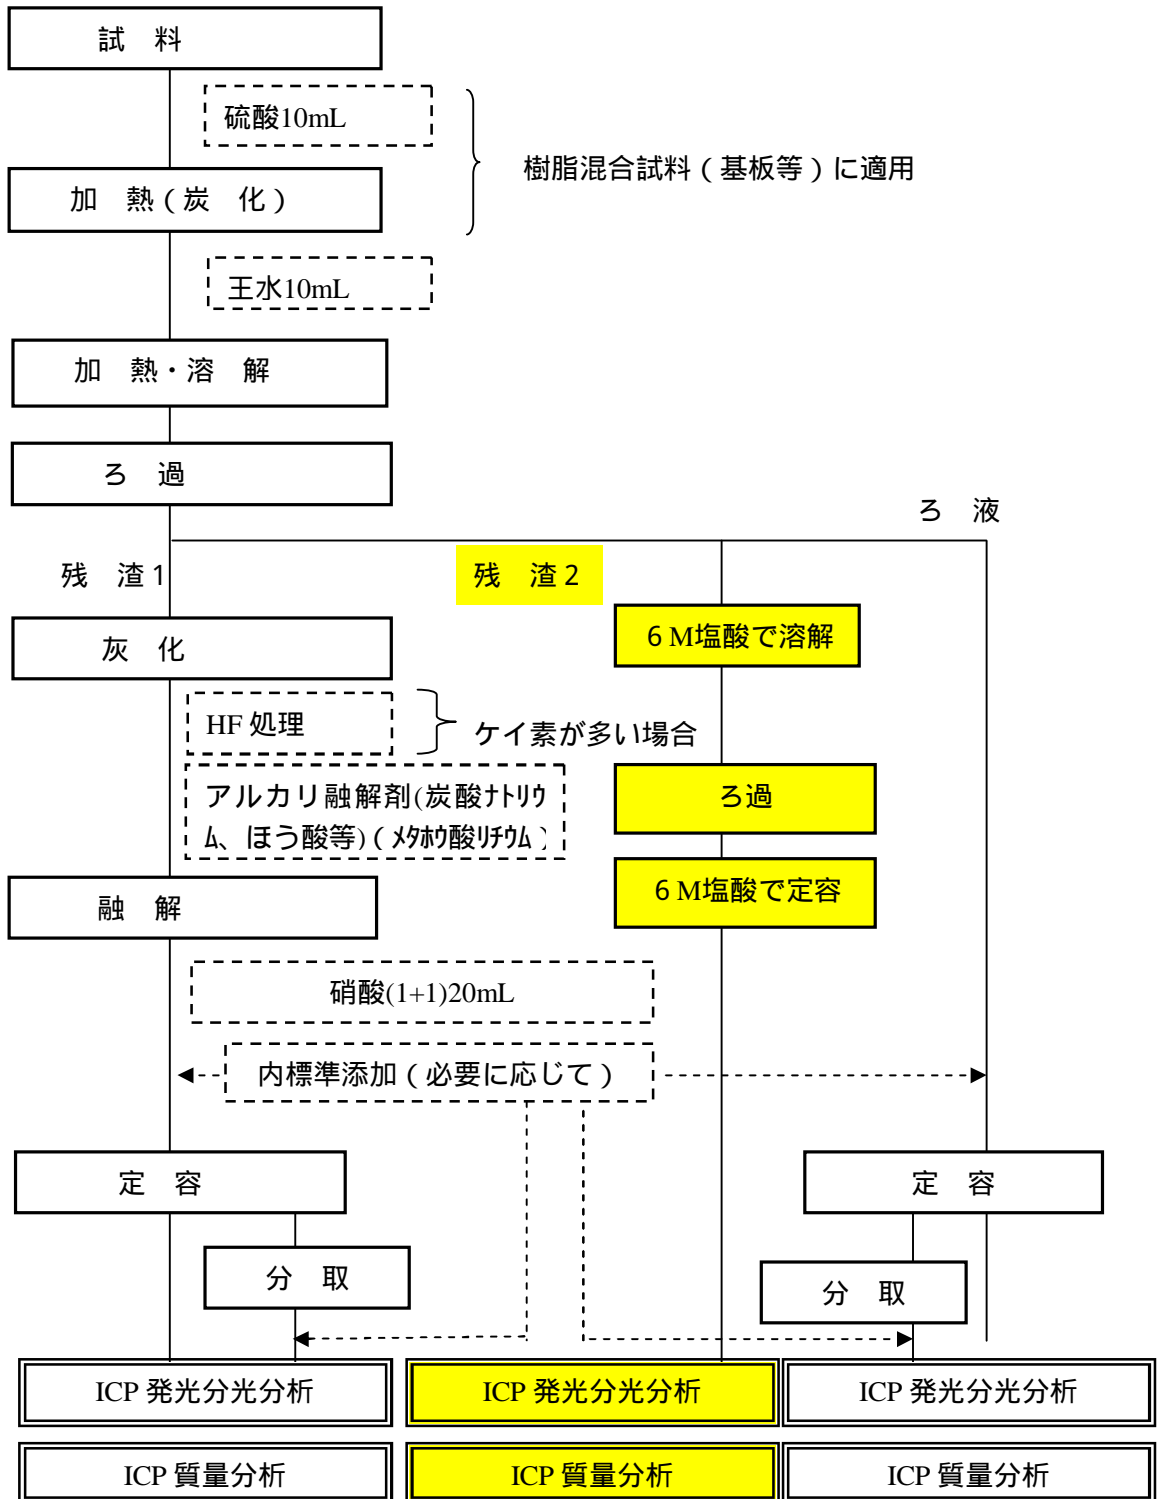 試　料
硫酸10mL
樹脂混合試料（基板等）に適用
加　熱（炭　化）
王水10mL
加　熱・溶　解
ろ　過
ろ　液
残　渣１
残　渣２
６M塩酸で溶解
灰　化
HF 処理
ケイ素が多い場合
アルカリ融解剤(炭酸ﾅﾄﾘｳ
ﾑ、ほう酸等)（ﾒﾀﾎｳ酸ﾘﾁｳﾑ）
ろ過
６M塩酸で定容
融　解
硝酸(1+1)20mL
内標準添加（必要に応じて）
定　容
定　容
分　取
分　取
ICP 発光分光分析
ICP 発光分光分析
ICP 発光分光分析
ICP 質量分析
ICP 質量分析
ICP 質量分析